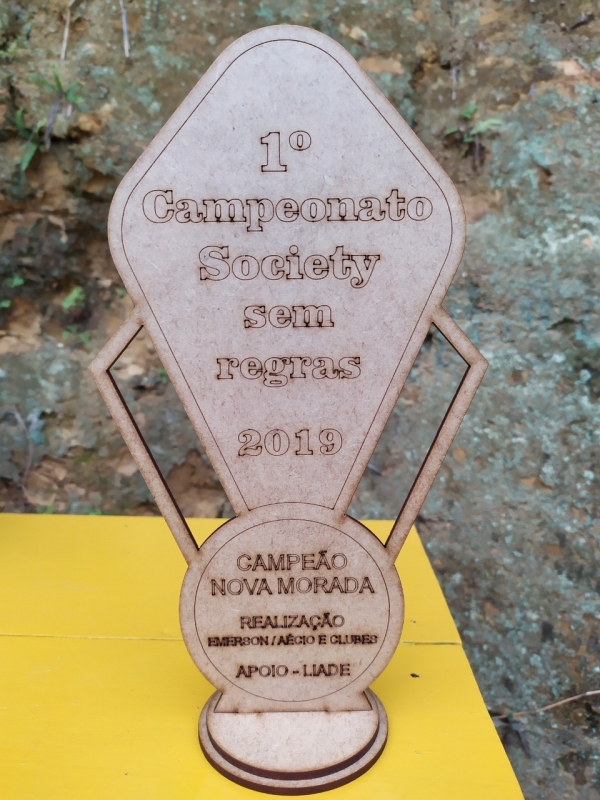 1º
Campeonato
Society
sem
regras
2019
CAMPEÃO
NOVA MORADA
REALIZAÇÃO
EMERSON / AÉCIO E CLUBES
APOIO - LIADE